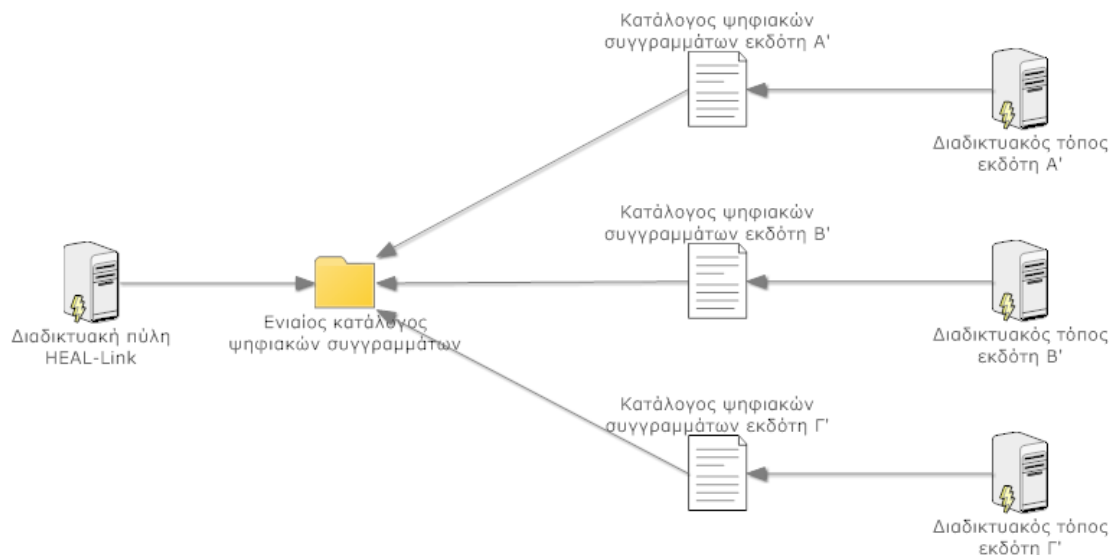 Κατάλογος ψηφιακών
συγγραμμάτων εκδότη Α'
Διαδικτυακός τόπος
εκδότη Α'
Κατάλογος ψηφιακών
συγγραμμάτων εκδότη Β'
Διαδικτυακή πύλη
HEAL-Link
Ενιαίος κατάλογος
ψηφιακών συγγραμμάτων
Διαδικτυακός τόπος
εκδότη Β'
Κατάλογος ψηφιακών
συγγραμμάτων εκδότη Γ'
Διαδικτυακός τόπος
εκδότη Γ'